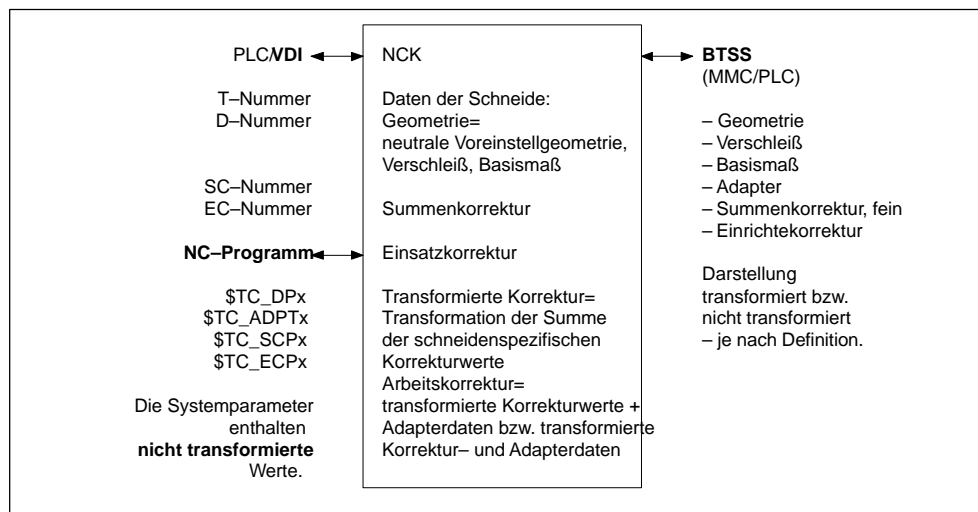 PLC/VDI
T–Nummer
D–Nummer
SC–Nummer
EC–Nummer
NC–Programm
$TC_DPx
$TC_ADPTx
$TC_SCPx
$TC_ECPx
Die Systemparameter
enthalten
nicht transformierte
Werte.
NCK
Daten der Schneide:
Geometrie=
neutrale Voreinstellgeometrie,
Verschleiß, Basismaß
Summenkorrektur
Einsatzkorrektur
Transformierte Korrektur=
Transformation der Summe
der schneidenspezifischen
Korrekturwerte
Arbeitskorrektur=
transformierte Korrekturwerte +
Adapterdaten bzw. transformierte
Korrektur– und Adapterdaten
BTSS
(MMC/PLC)
– Geometrie
– Verschleiß
– Basismaß
– Adapter
– Summenkorrektur, fein
– Einrichtekorrektur
Darstellung
transformiert bzw.
nicht transformiert
– je nach Definition.